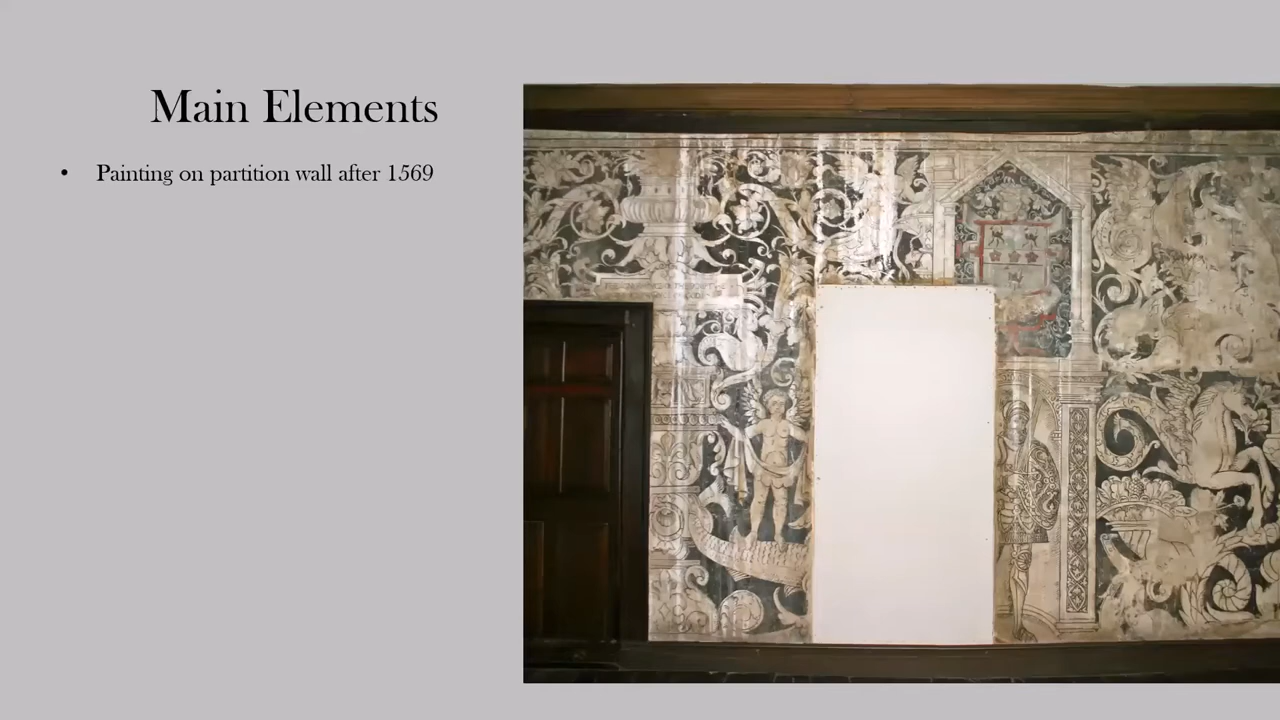 Main Elements
• Painting on partition wall after 1569